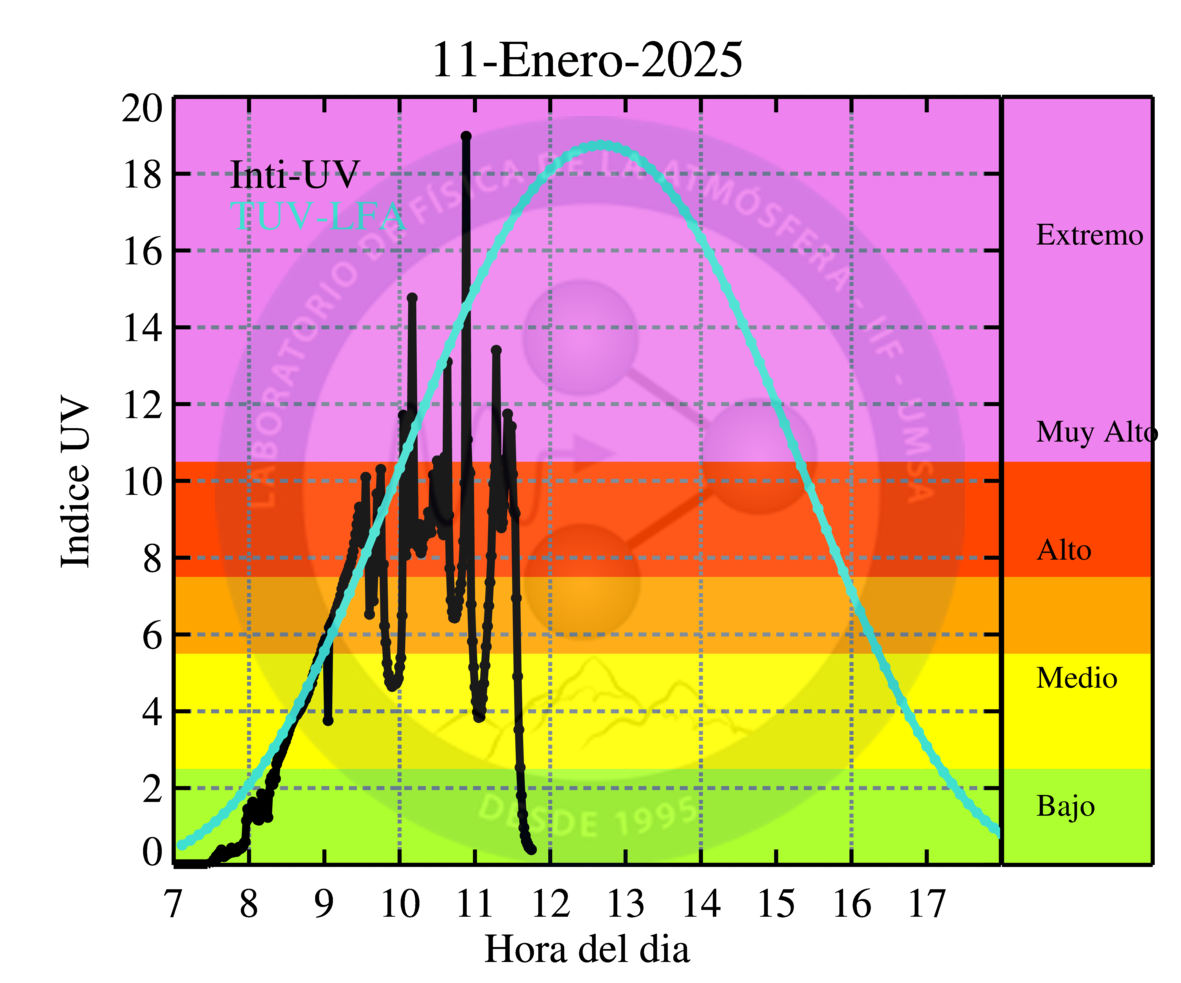 11-Enero-2025
Inti-UV
TUV-LFA
Indice UV
20
18
16
14
12
10
8
6
4
2
0
7 8 9 10 11 12 13 14 15 16 17
Hora del dia
Extremo
Muy Alto
Alto
Medio
Bajo
LABORATORIO DE FÍSICA DE LA ATMÓSFERA - IIF - UMSA
DESDE 1995